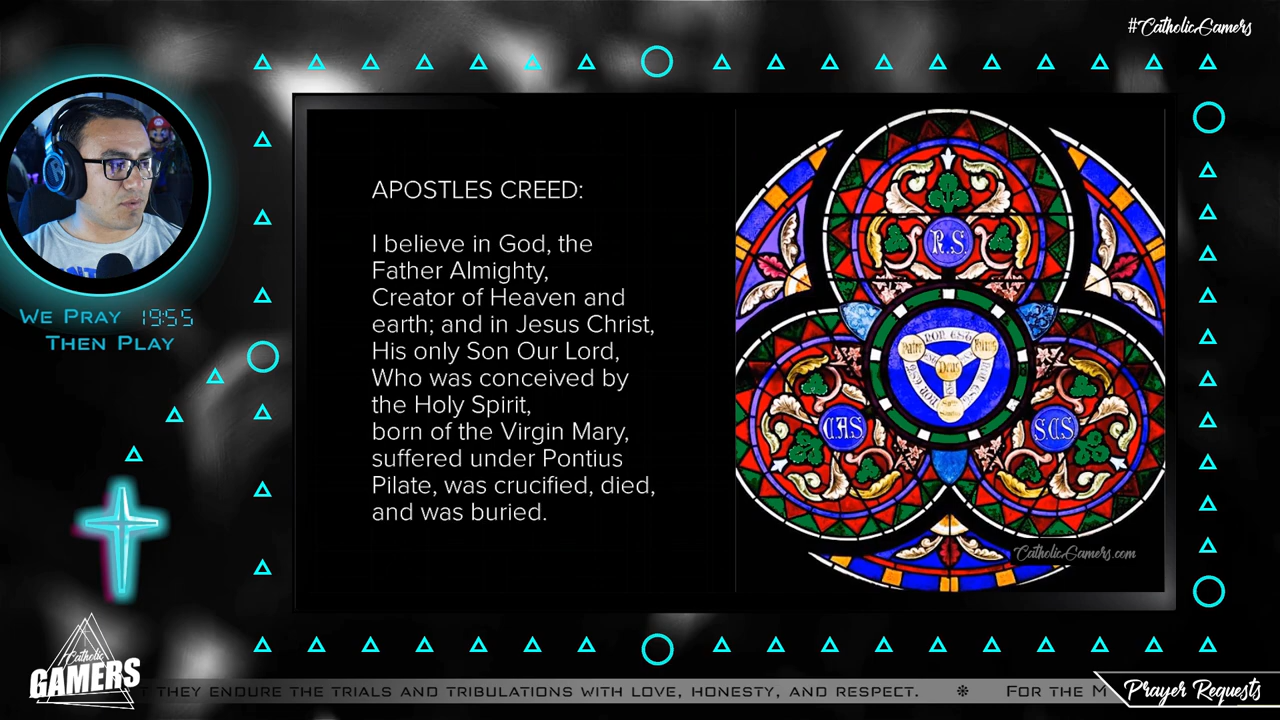 #CatholicGamers
WE PRAY 19:55
THEN PLAY
APOSTLES CREED:
I believe in God, the
Father Almighty,
Creator of Heaven and
earth; and in Jesus Christ,
His only Son Our Lord,
Who was conceived by
the Holy Spirit,
born of the Virgin Mary,
suffered under Pontius
Pilate, was crucified, died,
and was buried.
R.S.
Pater
Deus
C.A.S.
S.C.S.
CatholicGamers.com
Catholic
GAMERS
THEY ENDURE THE TRIALS AND TRIBULATIONS WITH LOVE, HONESTY, AND RESPECT. ✻ FOR THE M
Prayer Requests